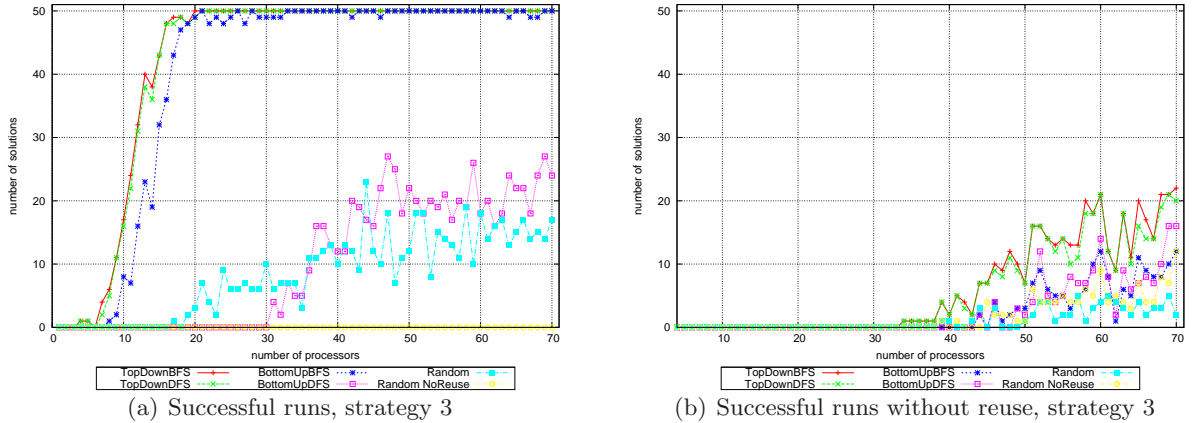 50
40
30
20
10
0
number of solutions
0 10 20 30 40 50 60 70
number of processors
TopDownBFS BottomUpBFS Random
TopDownDFS BottomUpDFS Random NoReuse
(a) Successful runs, strategy 3
50
40
30
20
10
0
number of solutions
10 20 30 40 50 60 70
number of processors
TopDownBFS BottomUpBFS Random
TopDownDFS BottomUpDFS Random NoReuse
(b) Successful runs without reuse, strategy 3